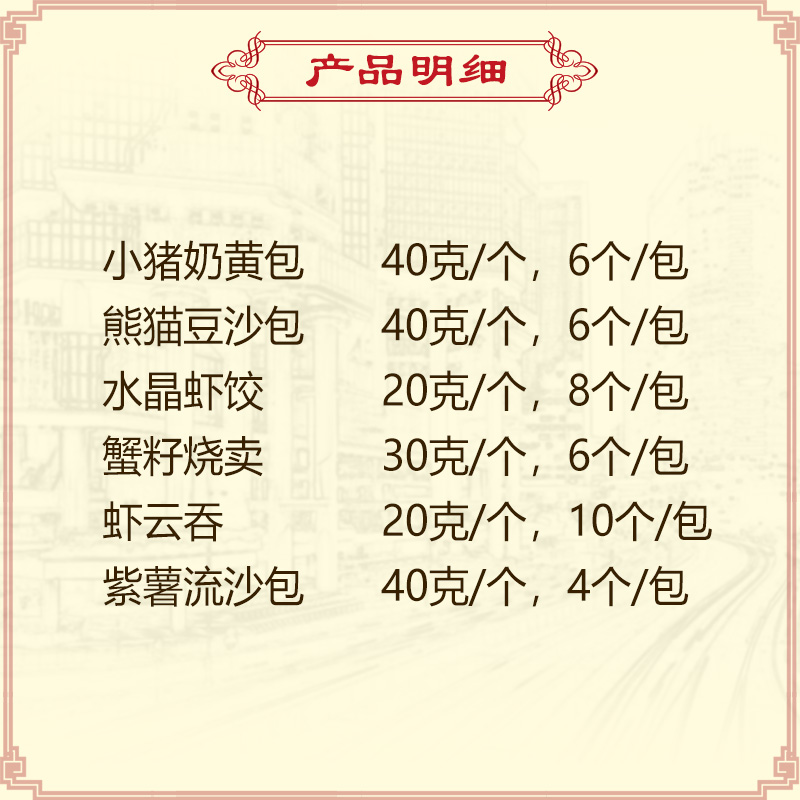 产品明细
小猪奶黄包 40克/个，6个/包
熊猫豆沙包 40克/个，6个/包
水晶虾饺 20克/个，8个/包
蟹籽烧卖 30克/个，6个/包
虾云吞 20克/个，10个/包
紫薯流沙包 40克/个，4个/包